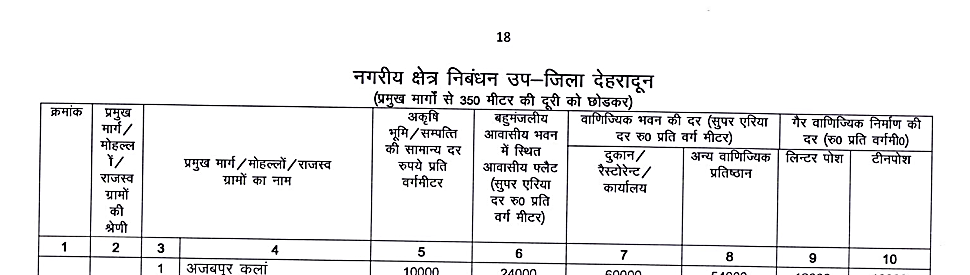 18
नगरीय क्षेत्र निबंधन उप–जिला देहरादून
(प्रमुख मार्गों से 350 मीटर की दूरी को छोडकर)
क्रमांक
प्रमुख
मार्ग/
मोहल्ल
ों/
राजस्व
ग्रामों
की
श्रेणी
प्रमुख मार्ग/मोहल्लों/राजस्व
ग्रामों का नाम
अकृषि
भूमि/सम्पत्ति
की सामान्य दर
रुपये प्रति
वर्गमीटर
बहुमंजलीय
आवासीय भवन
में स्थित
आवासीय फ्लैट
(सुपर एरिया
दर रु0 प्रति
वर्ग मीटर)
वाणिज्यिक भवन की दर (सुपर एरिया
दर रु0 प्रति वर्ग मीटर)
दुकान/
रैस्टोरेन्ट/
कार्यालय
अन्य वाणिज्यिक
प्रतिष्ठान
गैर वाणिज्यिक निर्माण की
दर (रु0 प्रति वर्गमी0)
लिन्टर पोश
टीनपोश
1 2 3 4 5 6 7 8 9 10
1 अजबपुर कलां 10000 24000 60000